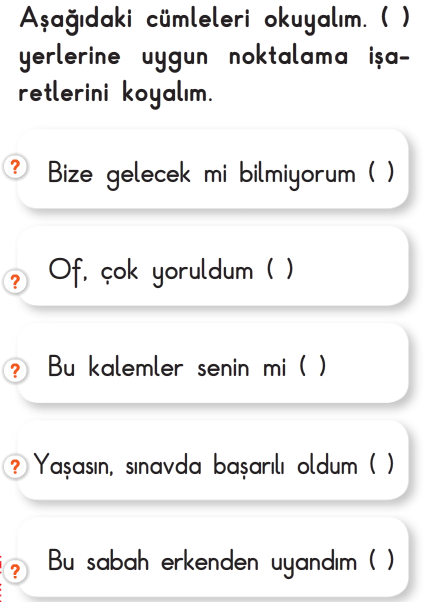 Aşağıdaki cümleleri okuyalım. ( )
yerlerine uygun noktalama işa-
retlerini koyalım.
? Bize gelecek mi bilmiyorum ( )
? Of, çok yoruldum ( )
? Bu kalemler senin mi ( )
? Yaşasın, sınavda başarılı oldum ( )
? Bu sabah erkenden uyandım ( )